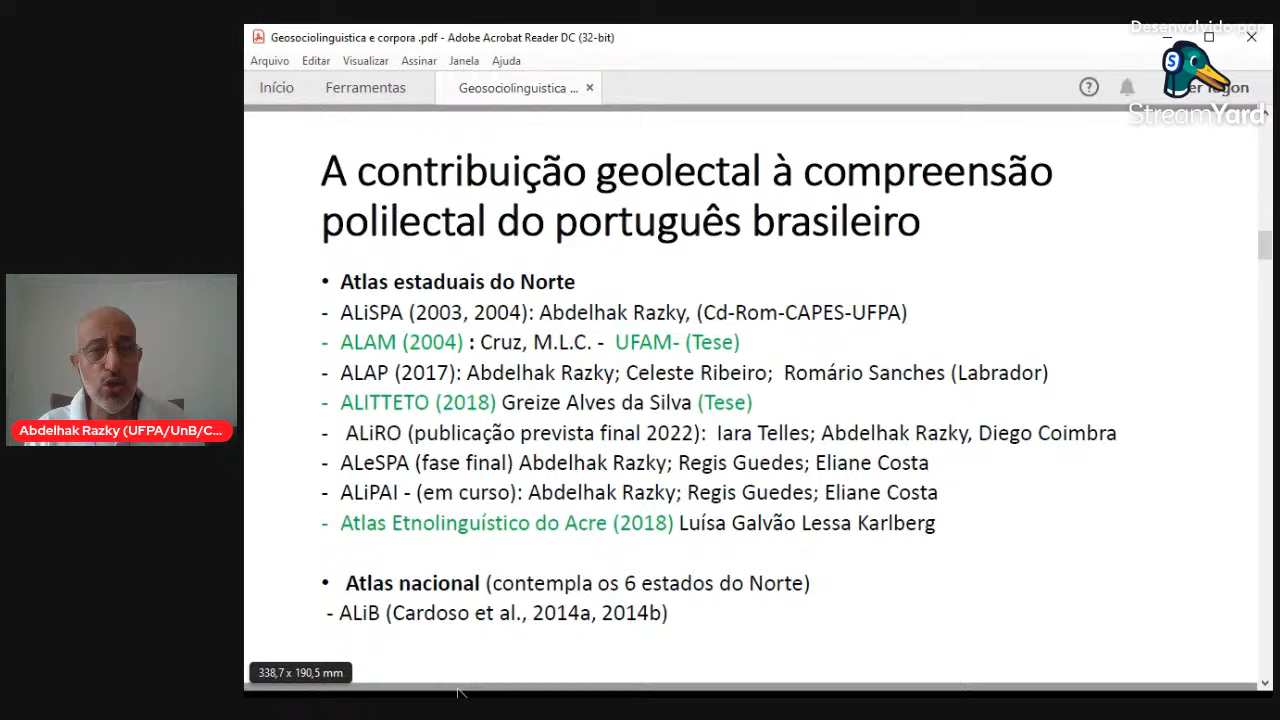 Desenvolvido por
Geosociolinguistica e corpora .pdf - Adobe Acrobat Reader DC (32-bit)
Arquivo Editar Visualizar Assinar Janela Ajuda
Início Ferramentas Geosociolinguistica ...
StreamYard
A contribuição geolectal à compreensão
polilectal do português brasileiro
• Atlas estaduais do Norte
- ALiSPA (2003, 2004): Abdelhak Razky, (Cd-Rom-CAPES-UFPA)
- ALAM (2004) : Cruz, M.L.C. - UFAM- (Tese)
- ALAP (2017): Abdelhak Razky; Celeste Ribeiro; Romário Sanches (Labrador)
- ALITTETO (2018) Greize Alves da Silva (Tese)
- ALiRO (publicação prevista final 2022): Iara Telles; Abdelhak Razky, Diego Coimbra
- ALeSPA (fase final) Abdelhak Razky; Regis Guedes; Eliane Costa
- ALiPAI - (em curso): Abdelhak Razky; Regis Guedes; Eliane Costa
- Atlas Etnolinguístico do Acre (2018) Luísa Galvão Lessa Karlberg
• Atlas nacional (contempla os 6 estados do Norte)
- ALiB (Cardoso et al., 2014a, 2014b)
Abdelhak Razky (UFPA/UnB/C...
338,7 x 190,5 mm